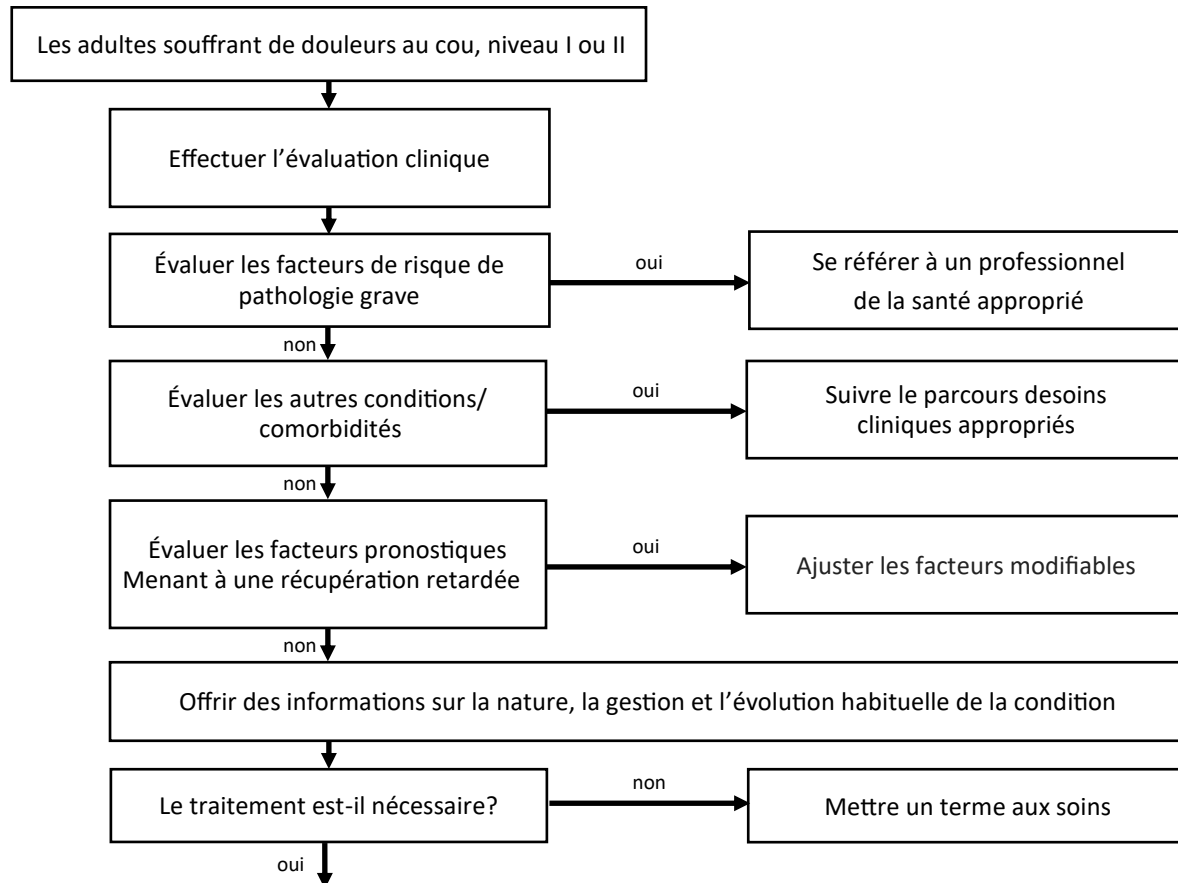 Les adultes souffrant de douleurs au cou, niveau I ou II
Effectuer l’évaluation clinique
Évaluer les facteurs de risque de
pathologie grave
oui
Se référer à un professionnel
de la santé approprié
non
Évaluer les autres conditions/
comorbidités
oui
Suivre le parcours desoins
cliniques appropriés
non
Évaluer les facteurs pronostiques
Menant à une récupération retardée
oui
Ajuster les facteurs modifiables
non
Offrir des informations sur la nature, la gestion et l’évolution habituelle de la condition
Le traitement est-il nécessaire?
non
Mettre un terme aux soins
oui